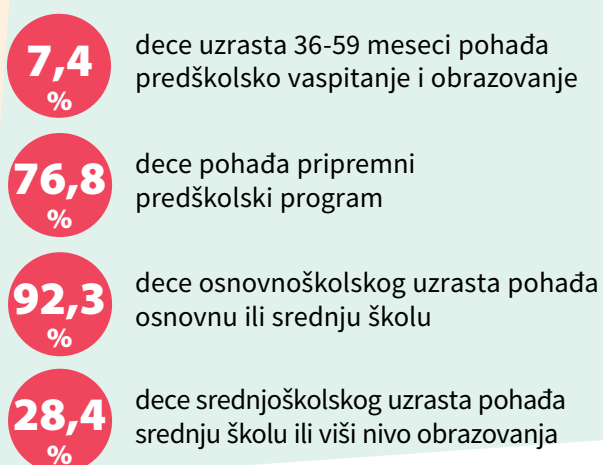 7,4
%
dece uzrasta 36-59 meseci pohađa
predškolsko vaspitanje i obrazovanje
76,8
%
dece pohađa pripremni
predškolski program
92,3
%
dece osnovnoškolskog uzrasta pohađa
osnovnu ili srednju školu
28,4
%
dece srednjoškolskog uzrasta pohađa
srednju školu ili viši nivo obrazovanja